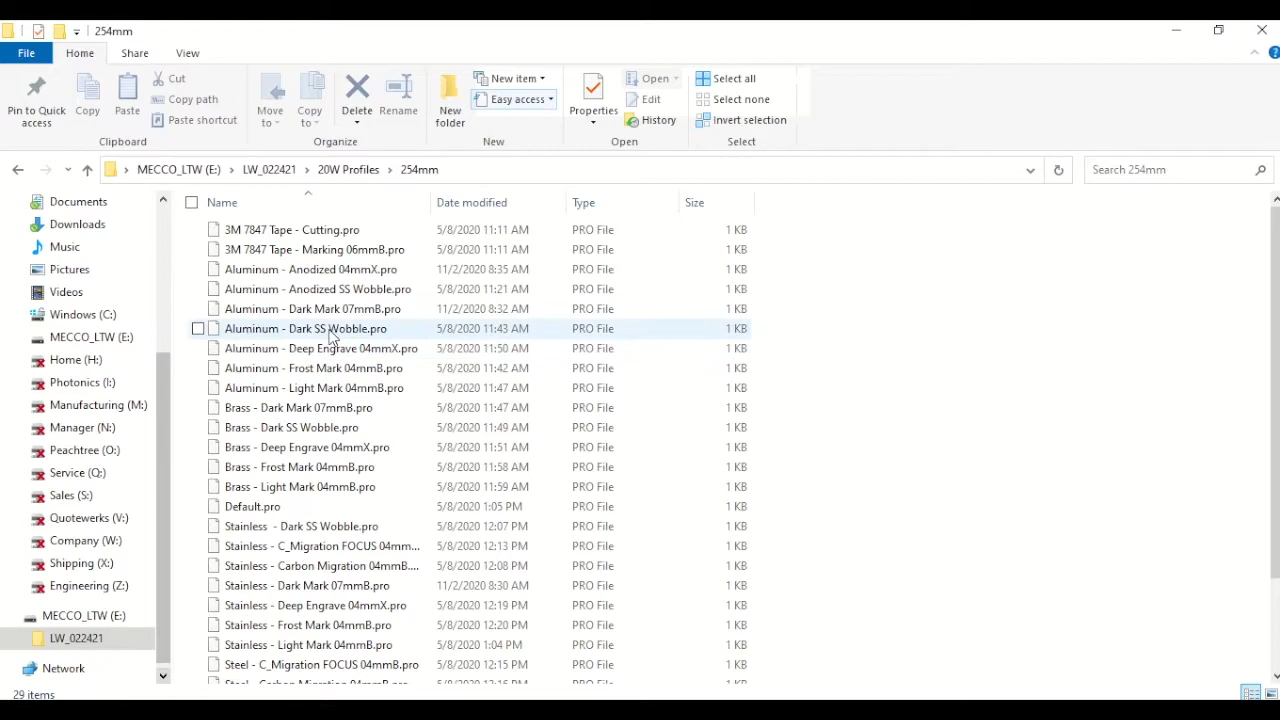 254mm
File Home Share View
Pin to Quick access
Copy
Paste
Cut
Copy path
Paste shortcut
Clipboard
Move to
Copy to
Delete
Rename
Organize
New folder
New item
Easy access
New
Properties
Open
Edit
History
Open
Select all
Select none
Invert selection
Select
MECCO_LTW (E:) LW_022421 20W Profiles 254mm
Search 254mm
Documents
Downloads
Music
Pictures
Videos
Windows (C:)
MECCO_LTW (E:)
Home (H:)
Photonics (I:)
Manufacturing (M:)
Manager (N:)
Peachtree (O:)
Service (Q:)
Sales (S:)
Quotewerks (V:)
Company (W:)
Shipping (X:)
Engineering (Z:)
MECCO_LTW (E:)
LW_022421
Network
Name Date modified Type Size
3M 7847 Tape - Cutting.pro 5/8/2020 11:11 AM PRO File 1 KB
3M 7847 Tape - Marking 06mmB.pro 5/8/2020 11:11 AM PRO File 1 KB
Aluminum - Anodized 04mmX.pro 11/2/2020 8:35 AM PRO File 1 KB
Aluminum - Anodized SS Wobble.pro 5/8/2020 11:21 AM PRO File 1 KB
Aluminum - Dark Mark 07mmB.pro 11/2/2020 8:32 AM PRO File 1 KB
Aluminum - Dark SS Wobble.pro 5/8/2020 11:43 AM PRO File 1 KB
Aluminum - Deep Engrave 04mmX.pro 5/8/2020 11:50 AM PRO File 1 KB
Aluminum - Frost Mark 04mmB.pro 5/8/2020 11:42 AM PRO File 1 KB
Aluminum - Light Mark 04mmB.pro 5/8/2020 11:47 AM PRO File 1 KB
Brass - Dark Mark 07mmB.pro 5/8/2020 11:47 AM PRO File 1 KB
Brass - Dark SS Wobble.pro 5/8/2020 11:49 AM PRO File 1 KB
Brass - Deep Engrave 04mmX.pro 5/8/2020 11:51 AM PRO File 1 KB
Brass - Frost Mark 04mmB.pro 5/8/2020 11:58 AM PRO File 1 KB
Brass - Light Mark 04mmB.pro 5/8/2020 11:59 AM PRO File 1 KB
Default.pro 5/8/2020 1:05 PM PRO File 1 KB
Stainless - Dark SS Wobble.pro 5/8/2020 12:07 PM PRO File 1 KB
Stainless - C_Migration FOCUS 04mm... 5/8/2020 12:13 PM PRO File 1 KB
Stainless - Carbon Migration 04mmB.... 5/8/2020 12:08 PM PRO File 1 KB
Stainless - Dark Mark 07mmB.pro 11/2/2020 8:30 AM PRO File 1 KB
Stainless - Deep Engrave 04mmX.pro 5/8/2020 12:19 PM PRO File 1 KB
Stainless - Frost Mark 04mmB.pro 5/8/2020 12:20 PM PRO File 1 KB
Stainless - Light Mark 04mmB.pro 5/8/2020 1:04 PM PRO File 1 KB
Steel - C_Migration FOCUS 04mmB.pro 5/8/2020 12:15 PM PRO File 1 KB
Steel - Carbon Migration 04mmB.pro 5/8/2020 12:16 PM PRO File 1 KB
29 items